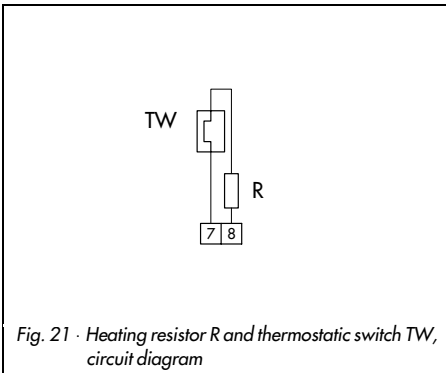 TW
R
7 8
Fig. 21 · Heating resistor R and thermostatic switch TW,
circuit diagram